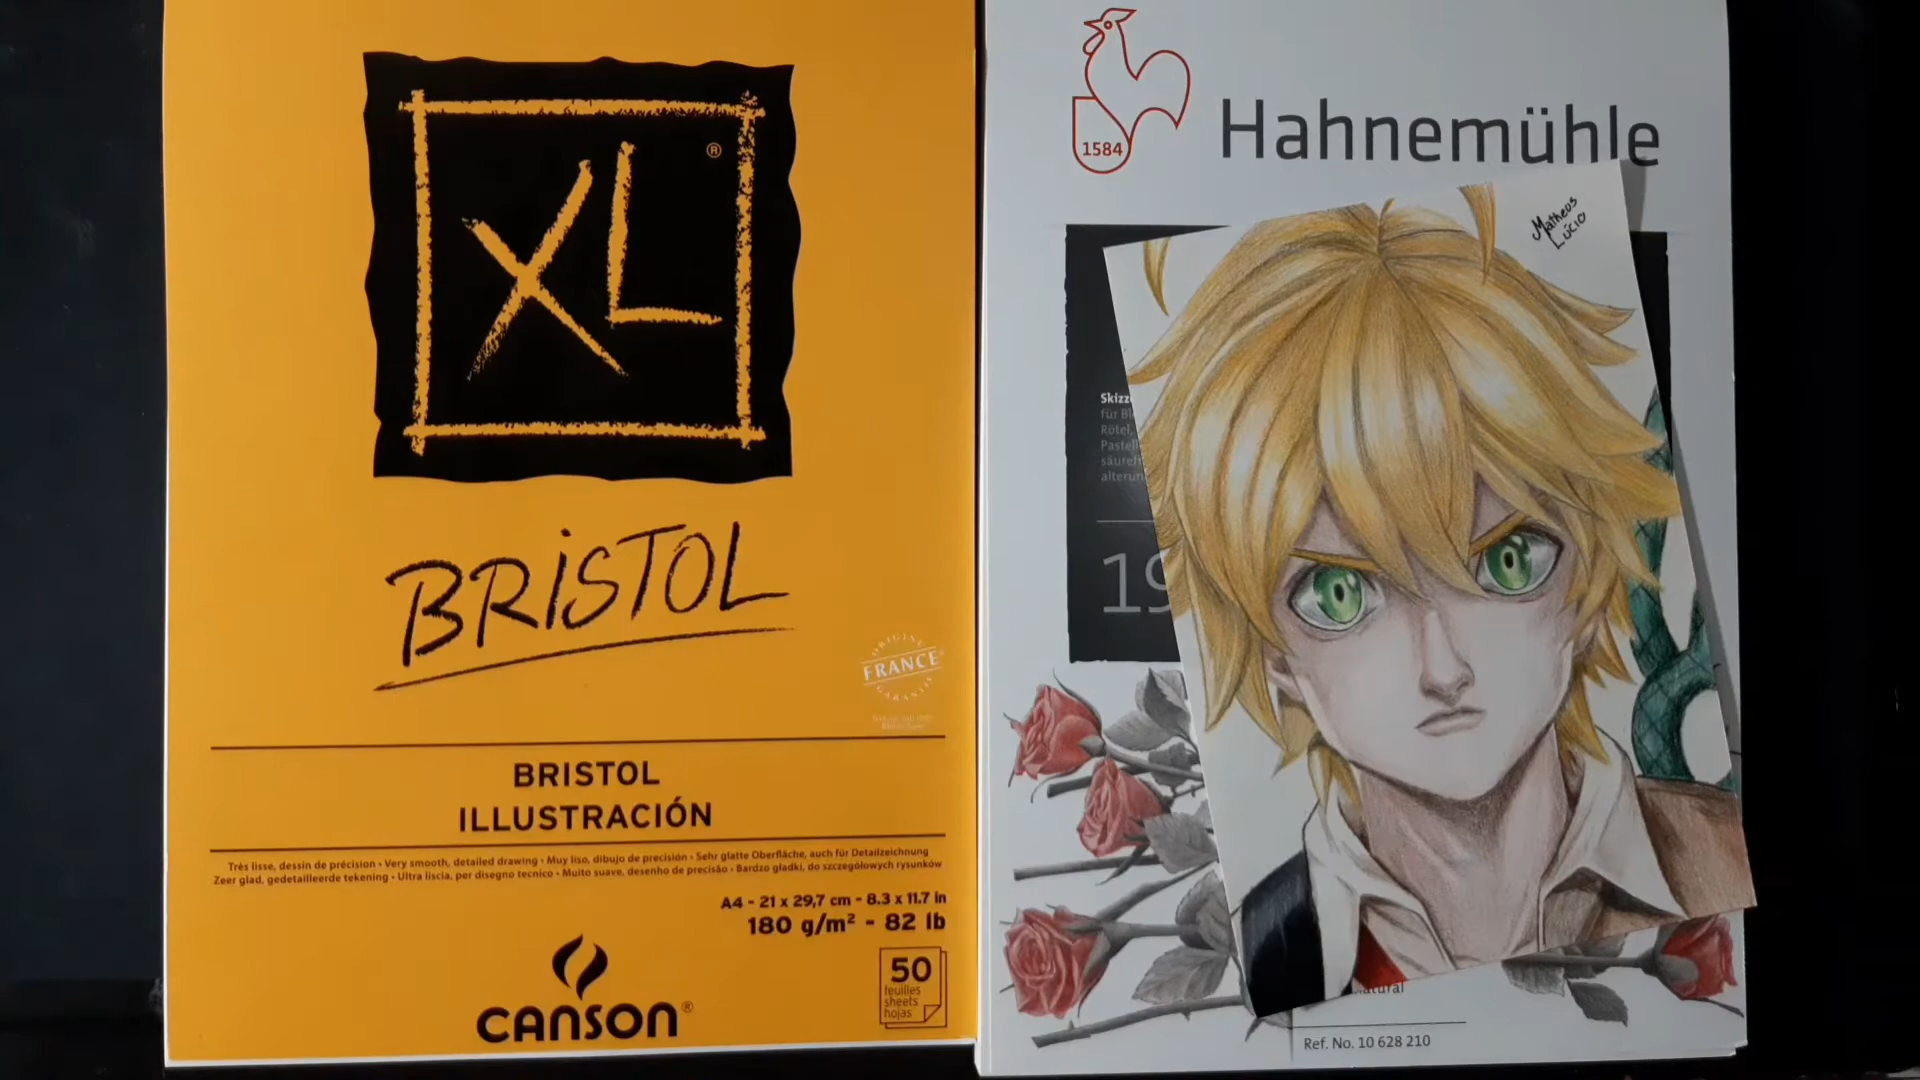 XL®
BRISTOL
ORIGINE
FRANCE
GARANTIE
BRISTOL
ILLUSTRACIÓN
Très lisse, dessin de précision • Very smooth, detailed drawing • Muy liso, dibujo de precisión • Sehr glatte Oberfläche, auch für Detailzeichnung
Zeer glad, gedetailleerde tekening • Ultra liscia, per disegno tecnico • Muito suave, desenho de precisão • Bardzo gładki, do szczegółowych rysunków
A4 - 21 x 29,7 cm - 8.3 x 11.7 in
180 g/m² - 82 lb
50
feuilles
sheets
hojas
CANSON®
1584
Hahnemühle
Matheus
Lúcio
Skizz
für Bl
Rötel,
Pastell
säuref
alterun
19
natural
Ref. No. 10 628 210